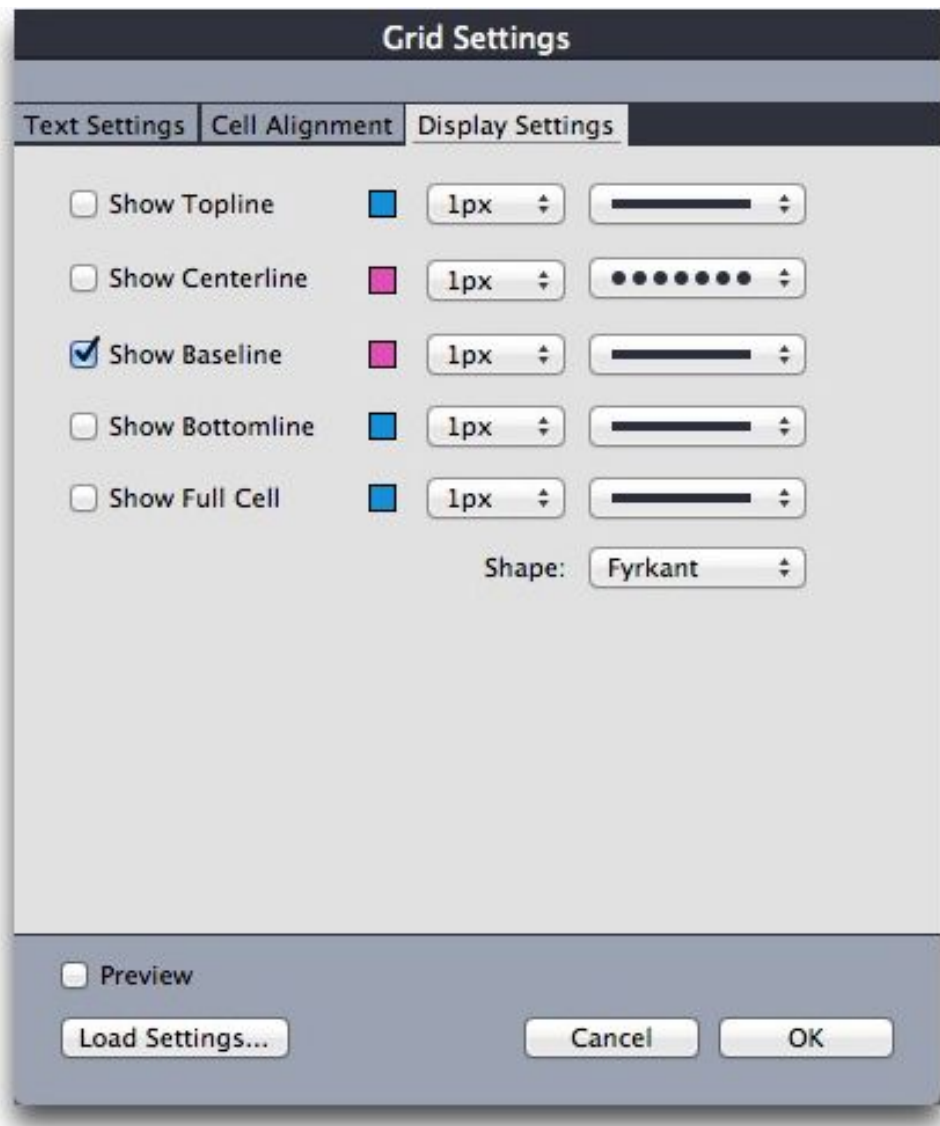 Grid Settings
Text Settings Cell Alignment Display Settings
Show Topline 1px
Show Centerline 1px
Show Baseline 1px
Show Bottomline 1px
Show Full Cell 1px
Shape: Fyrkant
Preview
Load Settings... Cancel OK